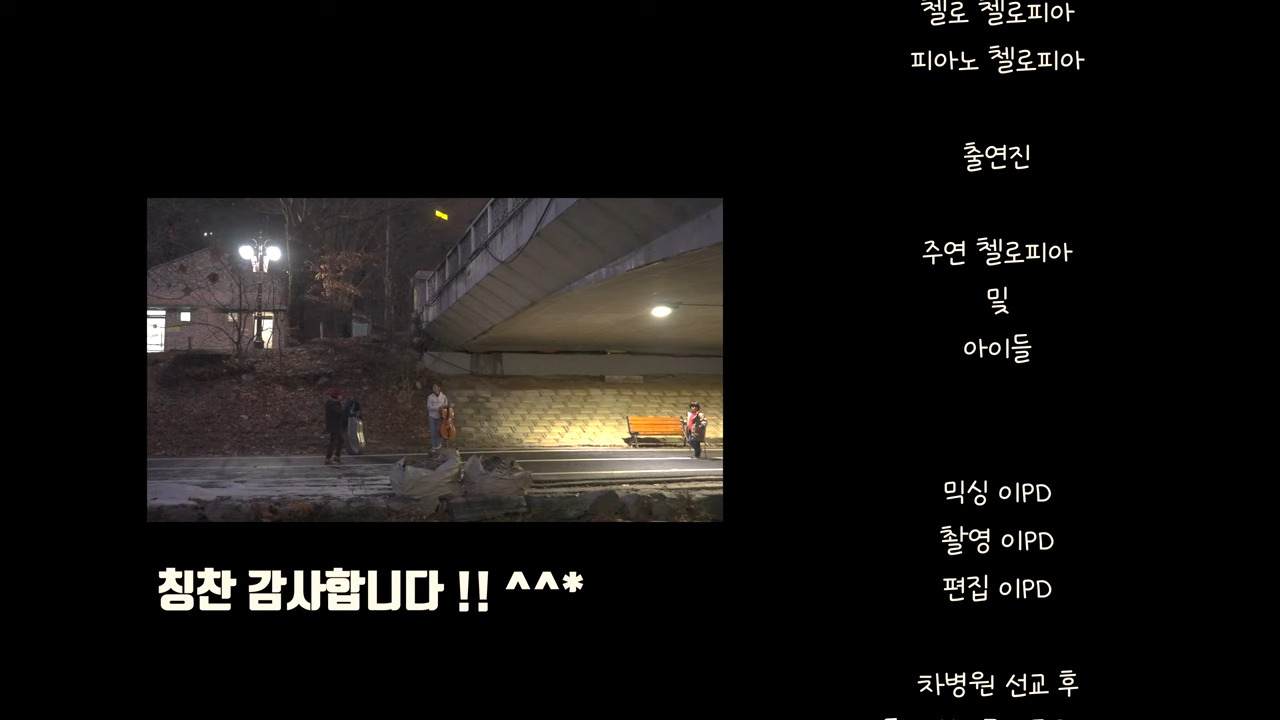 첼로 첼로피아
피아노 첼로피아
출연진
주연 첼로피아
및
아이들
믹싱 이PD
촬영 이PD
편집 이PD
차병원 선교 후
칭찬 감사합니다 !! ^^*